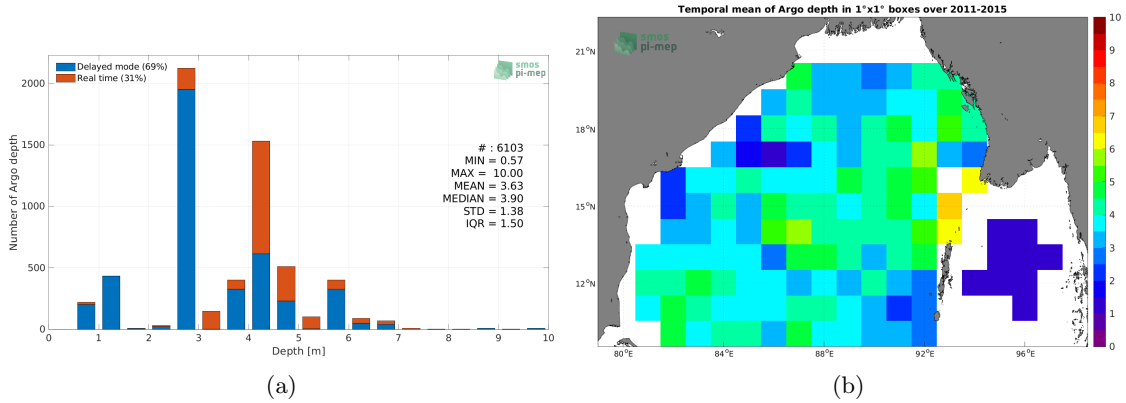 Delayed mode (69%)
Real time (31%)
smos
pi-mep
# : 6103
MIN = 0.57
MAX = 10.00
MEAN = 3.63
MEDIAN = 3.90
STD = 1.38
IQR = 1.50
Number of Argo depth
2000
1500
1000
500
0
0 1 2 3 4 5 6 7 8 9 10
Depth [m]
(a)
Temporal mean of Argo depth in 1°x1° boxes over 2011-2015
smos
pi-mep
21°N
18°N
15°N
12°N
80°E 84°E 88°E 92°E 96°E
10
9
8
7
6
5
4
3
2
1
0
(b)